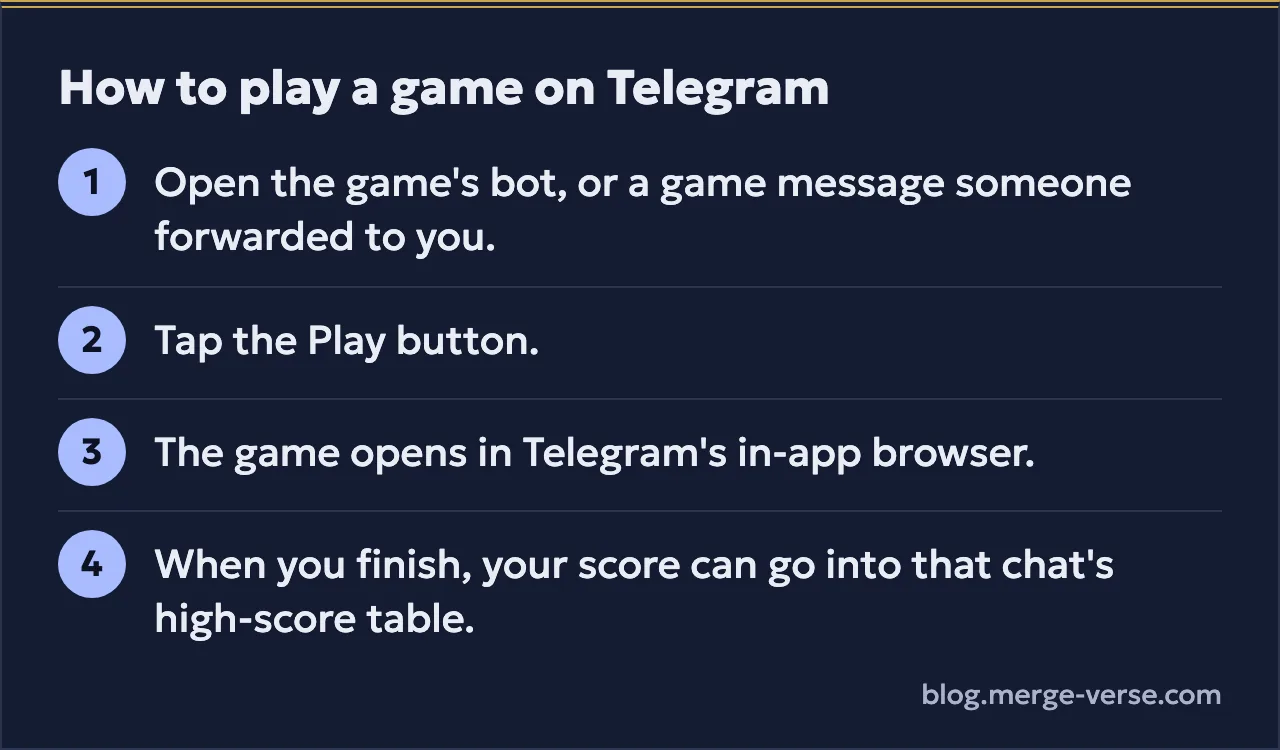 How to play a game on Telegram
1
Open the game's bot, or a game message someone
forwarded to you.
2
Tap the Play button.
3
The game opens in Telegram's in-app browser.
4
When you finish, your score can go into that chat's
high-score table.
blog.merge-verse.com